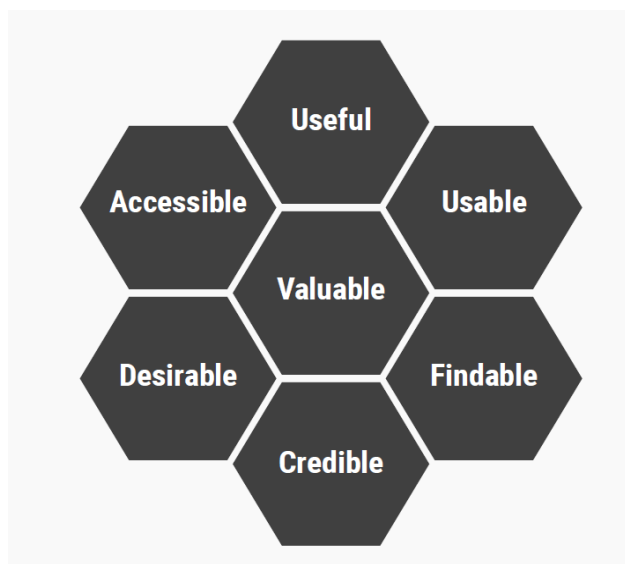 Useful
Accessible
Usable
Valuable
Desirable
Findable
Credible